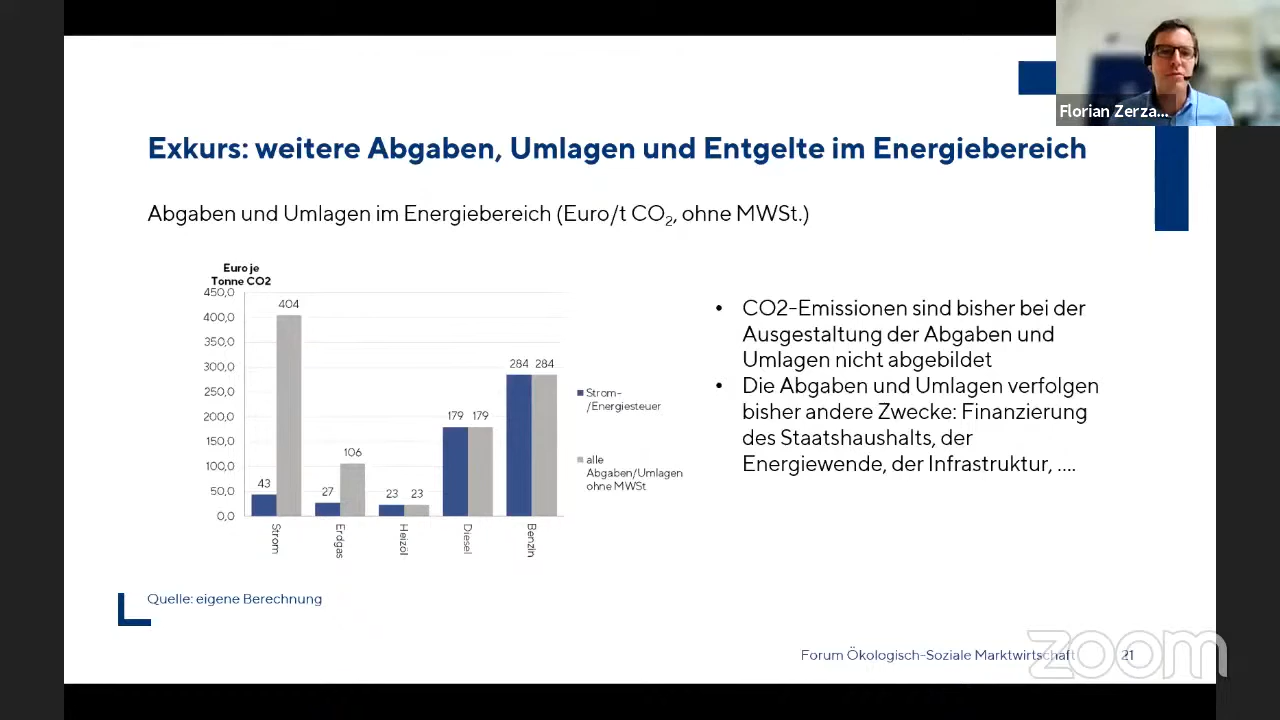 Florian Zerza...
Exkurs: weitere Abgaben, Umlagen und Entgelte im Energiebereich
Abgaben und Umlagen im Energiebereich (Euro/t CO2, ohne MWSt.)
Euro je
Tonne CO2
450,0
400,0
350,0
300,0
250,0
200,0
150,0
100,0
50,0
0,0
404
43
27
106
23
23
179
179
284
284
Strom
Erdgas
Heizöl
Diesel
Benzin
Strom-
/Energiesteuer
alle
Abgaben/Umlagen
ohne MWSt
• CO2-Emissionen sind bisher bei der
Ausgestaltung der Abgaben und
Umlagen nicht abgebildet
• Die Abgaben und Umlagen verfolgen
bisher andere Zwecke: Finanzierung
des Staatshaushalts, der
Energiewende, der Infrastruktur, ....
Quelle: eigene Berechnung
Forum Ökologisch-Soziale Marktwirtschaft
21
zoom